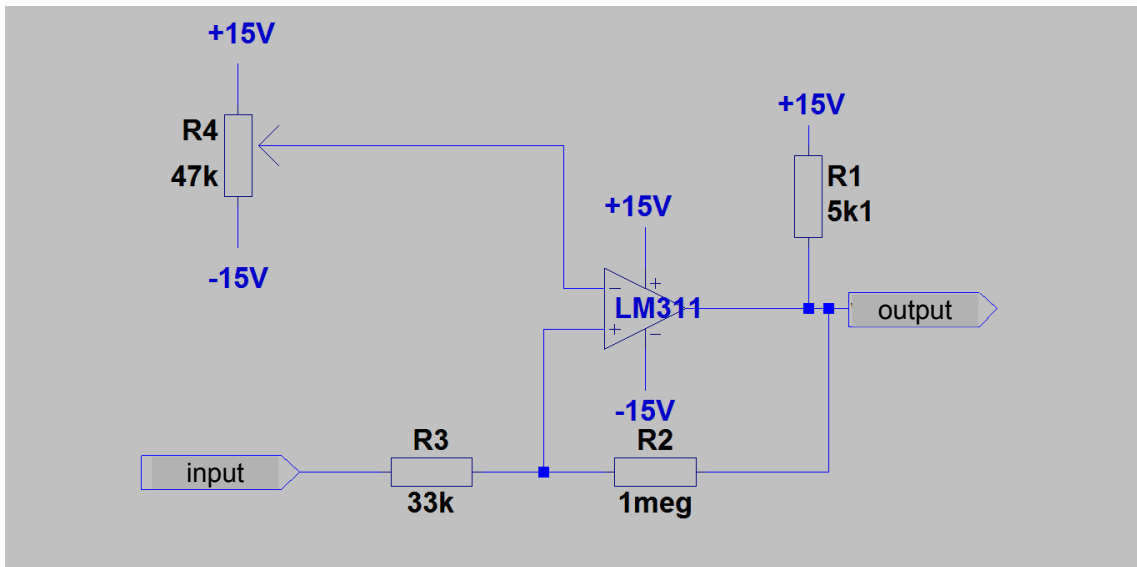 +15V
R4
47k
-15V
+15V
R1
5k1
+15V
LM311
-15V
output
input
R3
33k
R2
1meg